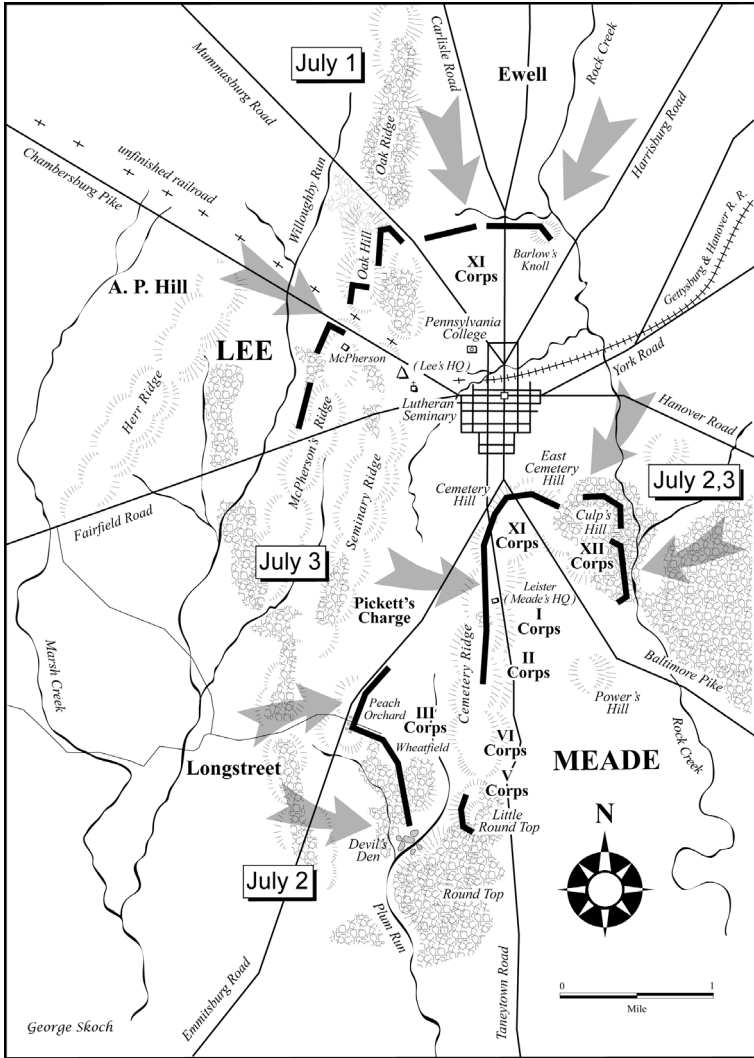 July 1
Mummasburg Road
Carlisle Road
Ewell
Rock Creek
Harrisburg Road
Oak Ridge
Chambersburg Pike
unfinished railroad
Willoughby Run
Gettysburg & Hanover R. R.
Oak Hill
XI
Corps
Barlow's
Knoll
A. P. Hill
Pennsylvania
College
LEE
McPherson
(Lee's HQ)
York Road
Herr Ridge
Lutheran
Seminary
Hanover Road
McPherson's Ridge
Seminary Ridge
East
Cemetery
Hill
Cemetery
Hill
July 2,3
Culp's
Hill
Fairfield Road
XI
Corps
XII
Corps
July 3
Pickett's
Charge
Leister
(Meade's HQ)
I
Corps
Marsh Creek
II
Corps
Cemetery Ridge
Baltimore Pike
Peach
Orchard
III
Corps
Wheatfield
Power's
Hill
VI
Corps
Rock Creek
Longstreet
V
Corps
MEADE
Little
Round Top
N
Devil's
Den
July 2
Round Top
Plum Run
Emmitsburg Road
Taneytown Road
0 1
Mile
George Skoch